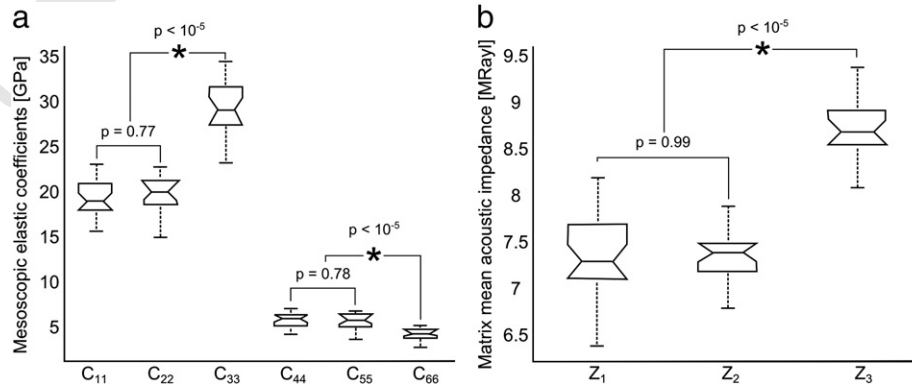 a
p < 10⁻⁵
*
Mesoscopic elastic coefficients [GPa]
35
30
25
20
15
10
5
p = 0.77
p < 10⁻⁵
*
p = 0.78
C₁₁ C₂₂ C₃₃ C₄₄ C₅₅ C₆₆
b
p < 10⁻⁵
*
Matrix mean acoustic impedance [MRayl]
9.5
9
8.5
8
7.5
7
6.5
p = 0.99
Z₁ Z₂ Z₃